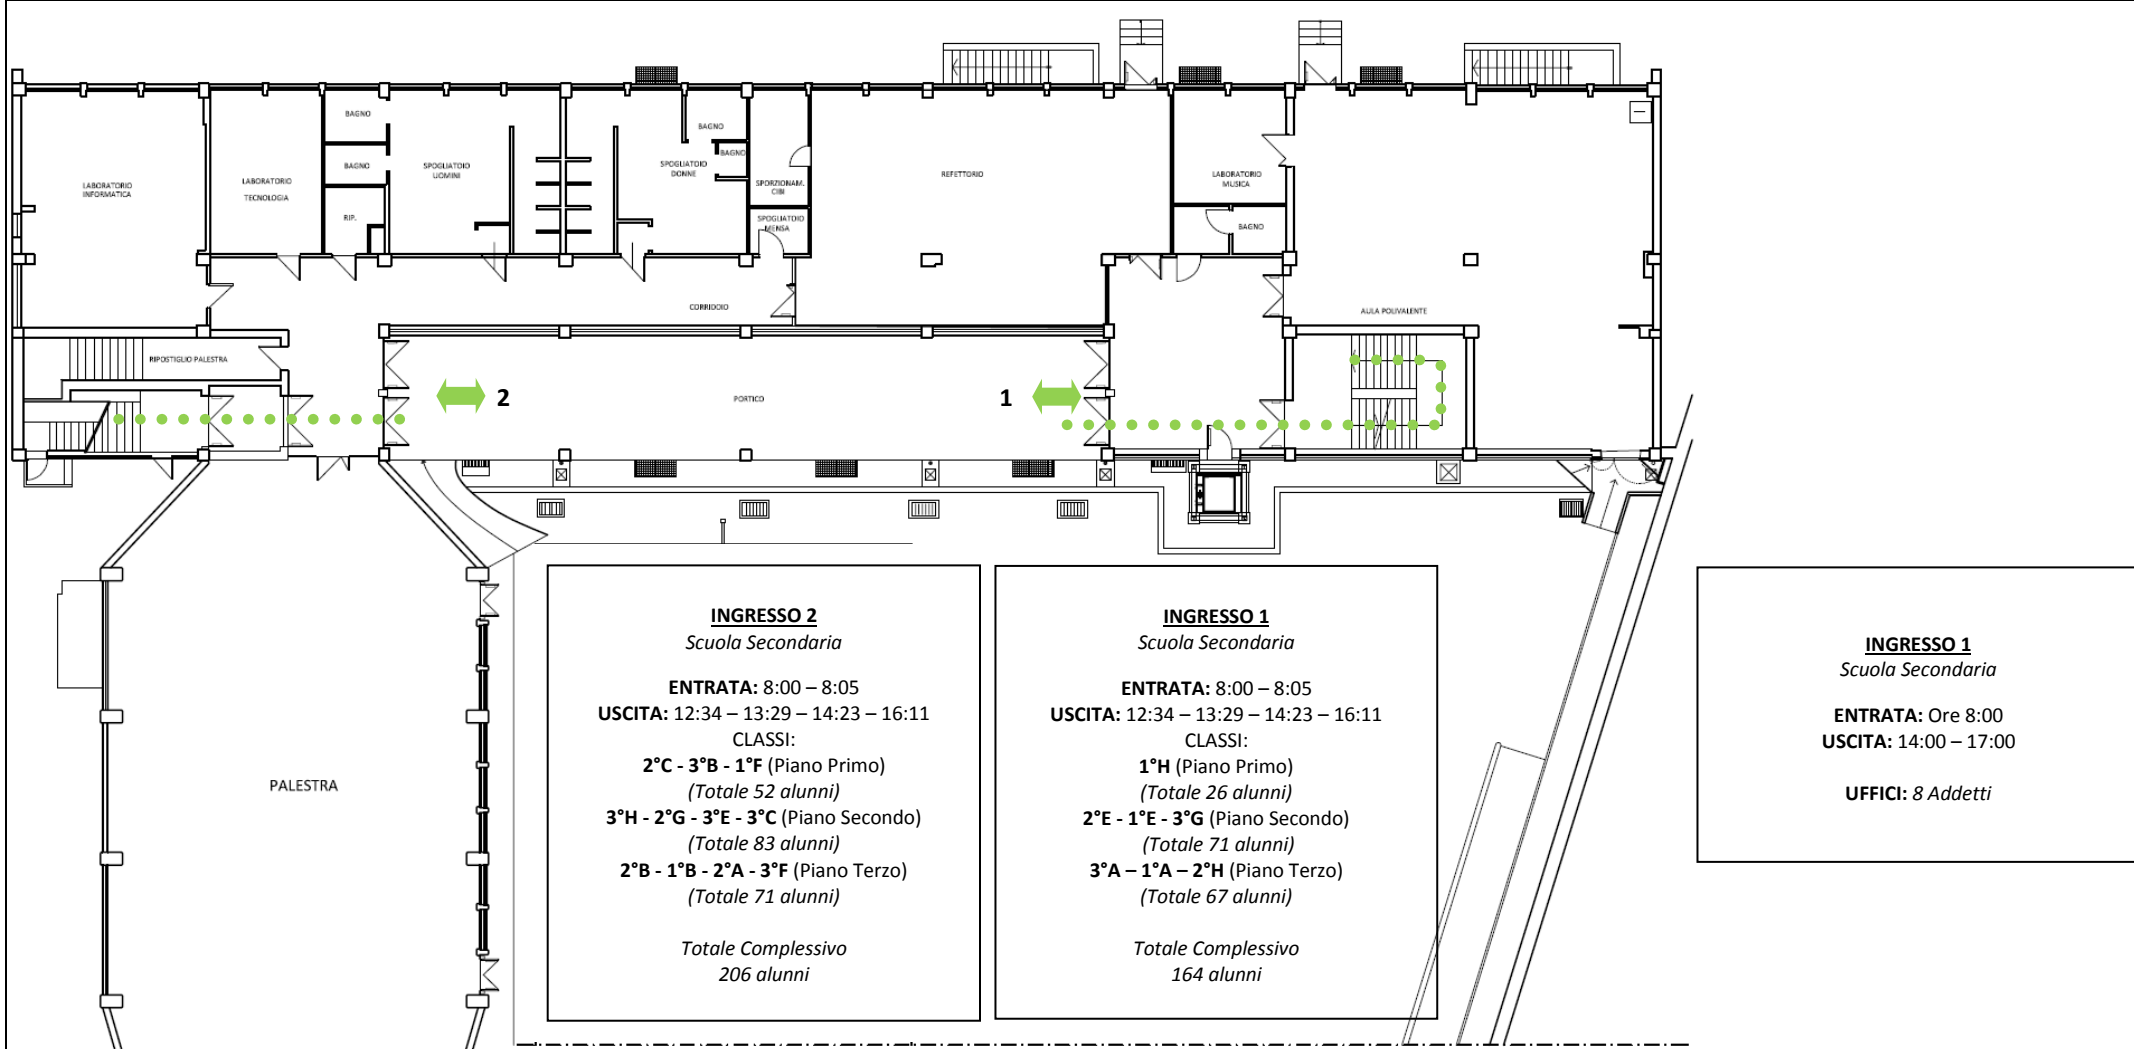 BAGNO
BAGNO
RIP.
LABORATORIO
INFORMATICA
LABORATORIO
TECNOLOGIA
SPOGLIATOIO
UOMINI
SPOGLIATOIO
DONNE
BAGNO
BAGNO
SPORZIONAM.
CIBI
SPOGLIATOIO
MENSA
REFETTORIO
LABORATORIO
MUSICA
BAGNO
CORRIDOIO
AULA POLIVALENTE
RIPOSTIGLIO PALESTRA
2
PORTICO
1
PALESTRA
INGRESSO 2
Scuola Secondaria
ENTRATA: 8:00 – 8:05
USCITA: 12:34 – 13:29 – 14:23 – 16:11
CLASSI:
2°C - 3°B - 1°F (Piano Primo)
(Totale 52 alunni)
3°H - 2°G - 3°E - 3°C (Piano Secondo)
(Totale 83 alunni)
2°B - 1°B - 2°A - 3°F (Piano Terzo)
(Totale 71 alunni)
Totale Complessivo
206 alunni
INGRESSO 1
Scuola Secondaria
ENTRATA: 8:00 – 8:05
USCITA: 12:34 – 13:29 – 14:23 – 16:11
CLASSI:
1°H (Piano Primo)
(Totale 26 alunni)
2°E - 1°E - 3°G (Piano Secondo)
(Totale 71 alunni)
3°A – 1°A – 2°H (Piano Terzo)
(Totale 67 alunni)
Totale Complessivo
164 alunni
INGRESSO 1
Scuola Secondaria
ENTRATA: Ore 8:00
USCITA: 14:00 – 17:00
UFFICI: 8 Addetti